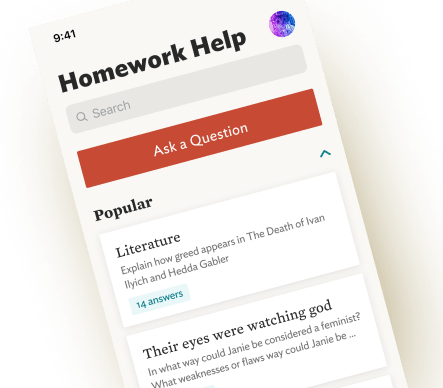 9:41
Homework Help
Search
Ask a Question
Popular
Literature
Explain how greed appears in The Death of Ivan
Ilyich and Hedda Gabler
14 answers
Their eyes were watching god
In what way could Janie be considered a feminist?
What weaknesses or flaws way could Janie be ...